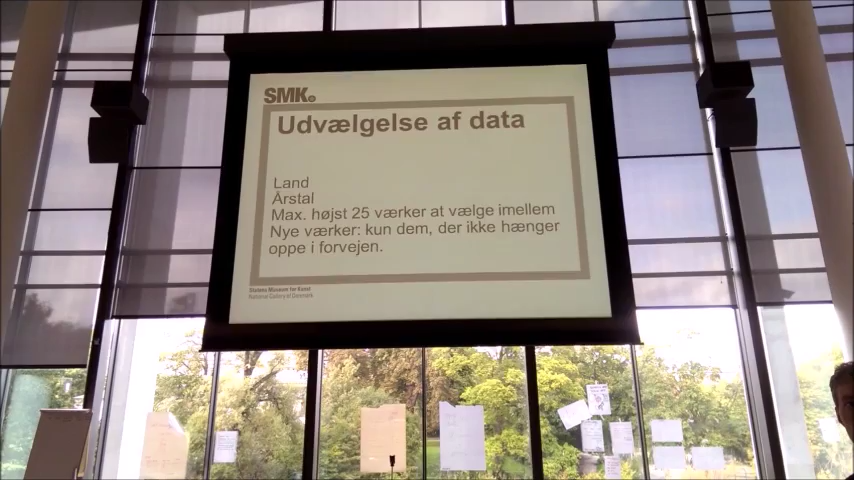 SMK
Udvælgelse af data
Land
Årstal
Max. højst 25 værker at vælge imellem
Nye værker: kun dem, der ikke hænger
oppe i forvejen.
Statens Museum for Kunst
National Gallery of Denmark